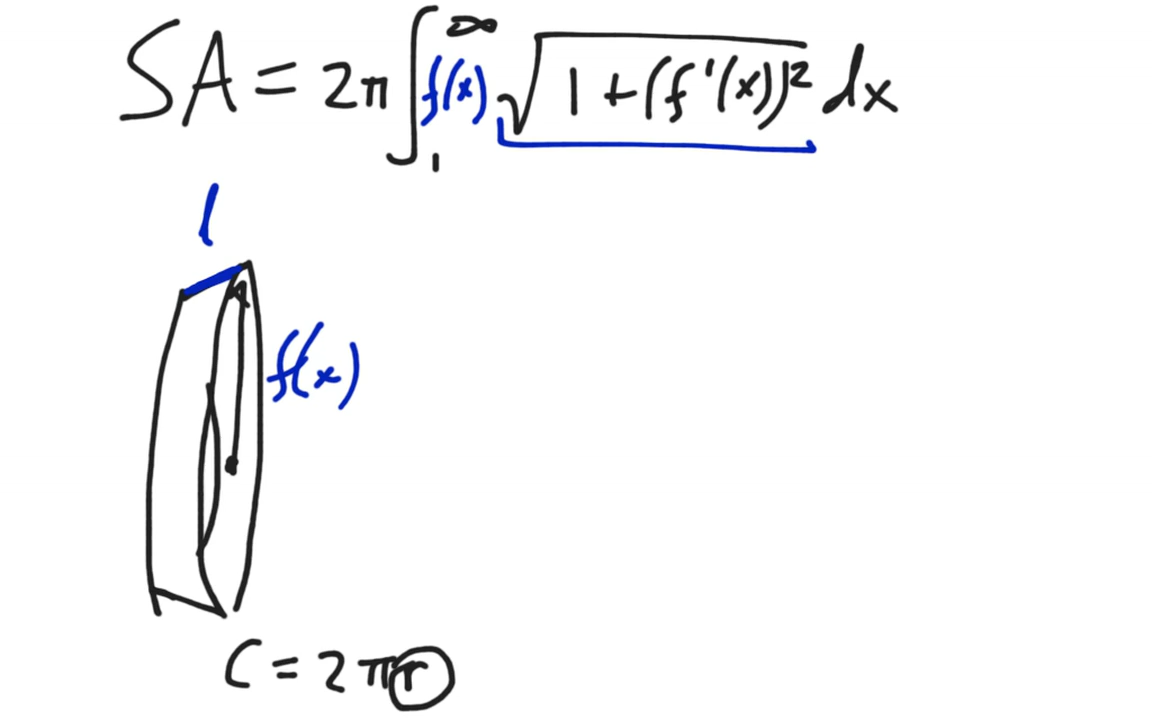 SA = 2π ∫₁^∞ f(x) √(1 + (f'(x))²) dx
l
f(x)
C = 2πr